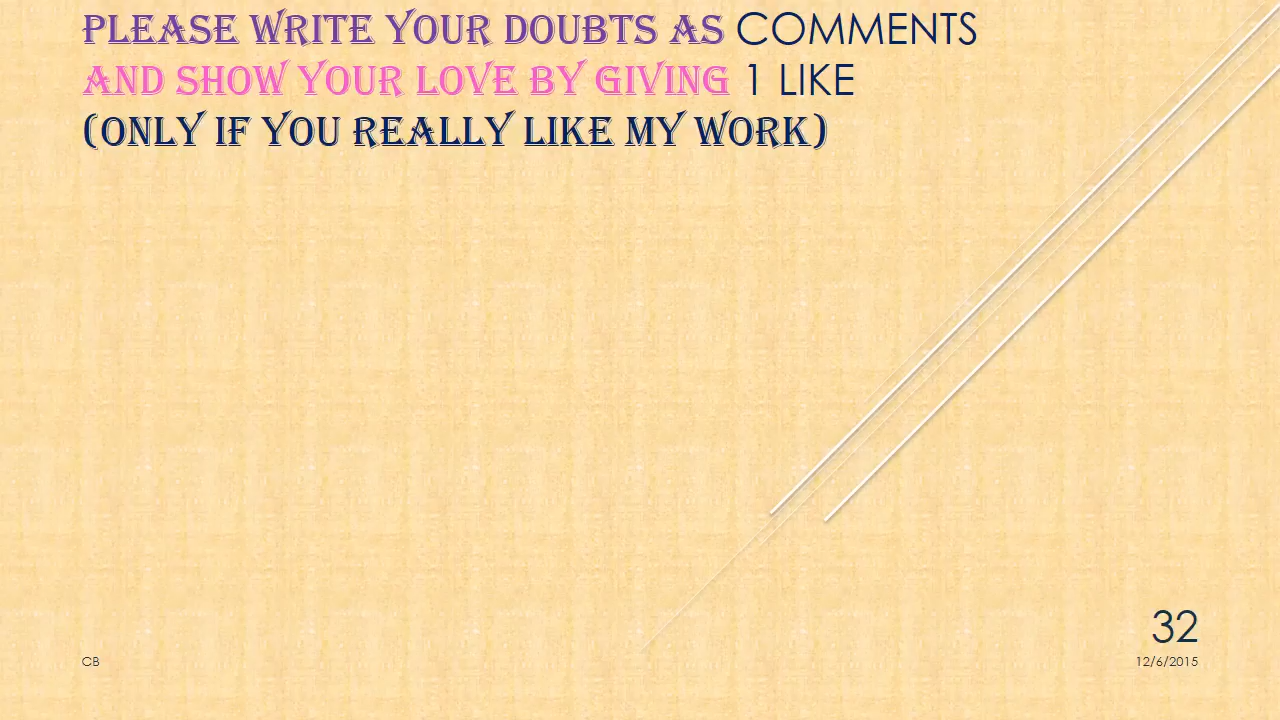 PLEASE WRITE YOUR DOUBTS AS COMMENTS
AND SHOW YOUR LOVE BY GIVING 1 LIKE
(ONLY IF YOU REALLY LIKE MY WORK)
32
CB
12/6/2015